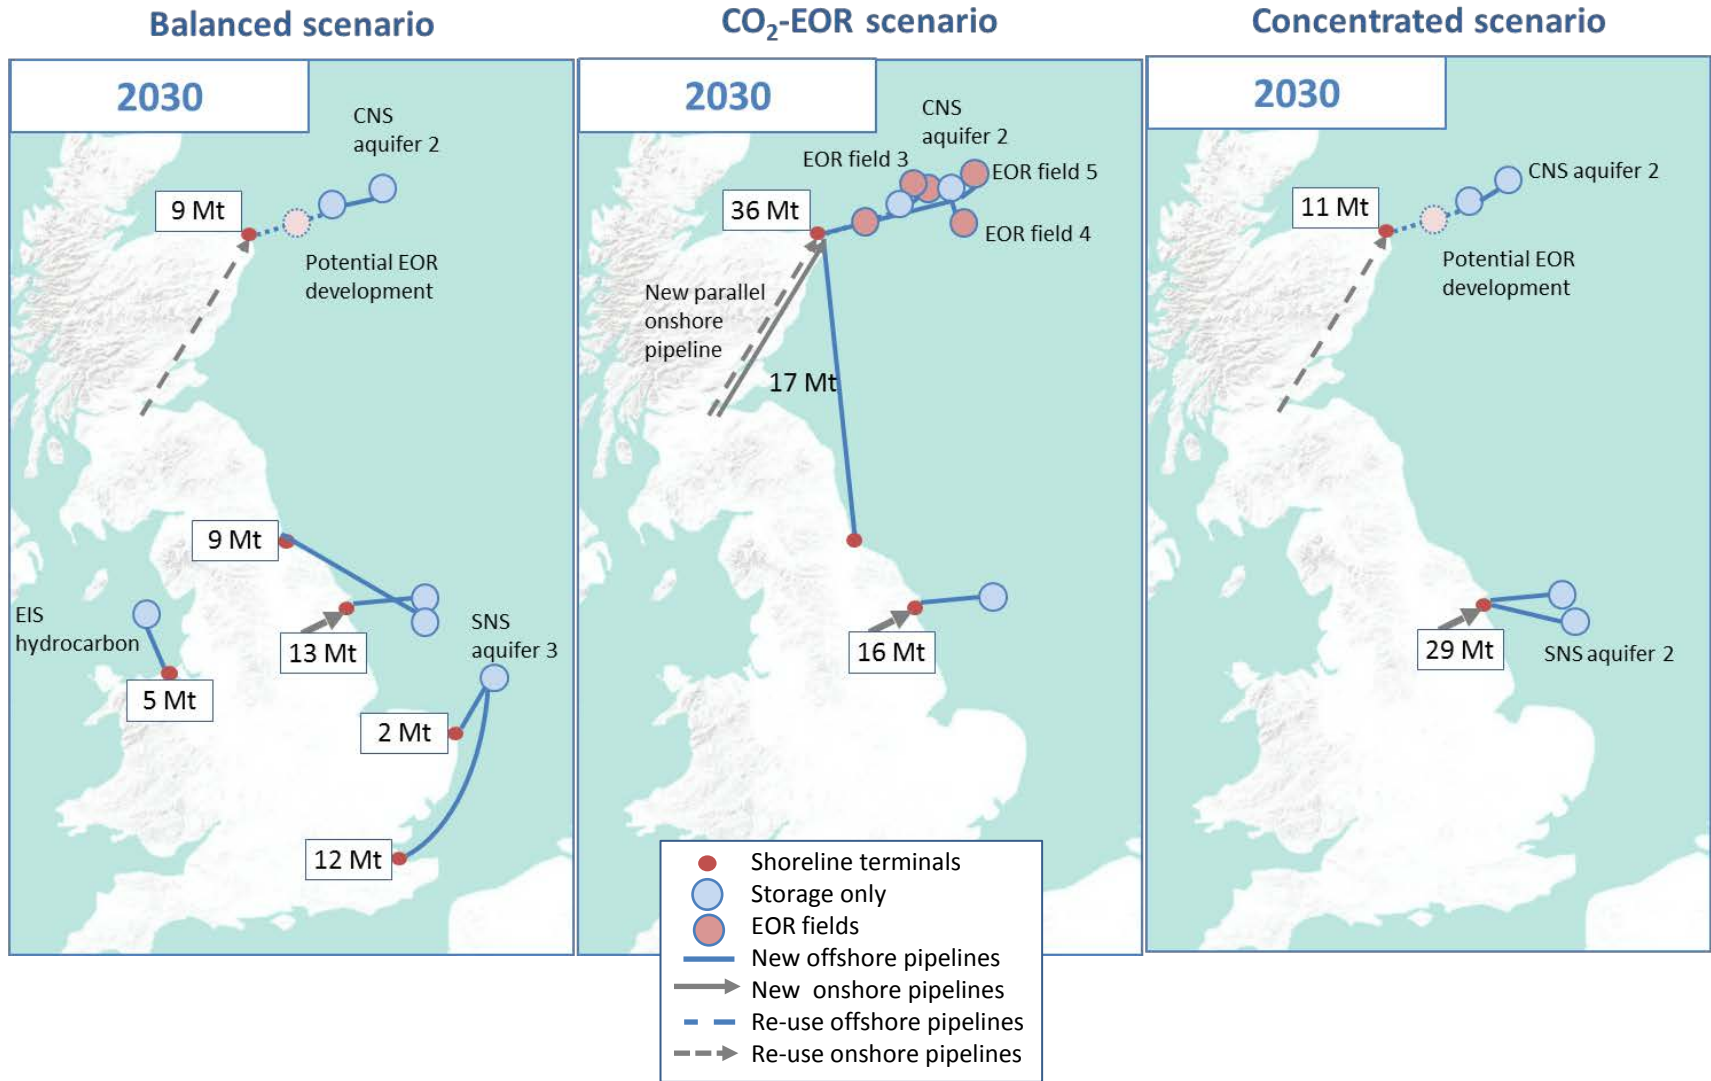 Balanced scenario
CO₂-EOR scenario
Concentrated scenario
2030
CNS
aquifer 2
9 Mt
Potential EOR
development
9 Mt
EIS
hydrocarbon
13 Mt
SNS
aquifer 3
5 Mt
2 Mt
12 Mt
2030
CNS
aquifer 2
EOR field 3
EOR field 5
36 Mt
EOR field 4
New parallel
onshore
pipeline
17 Mt
16 Mt
2030
CNS aquifer 2
11 Mt
Potential EOR
development
29 Mt
SNS aquifer 2
Shoreline terminals
Storage only
EOR fields
New offshore pipelines
New onshore pipelines
Re-use offshore pipelines
Re-use onshore pipelines